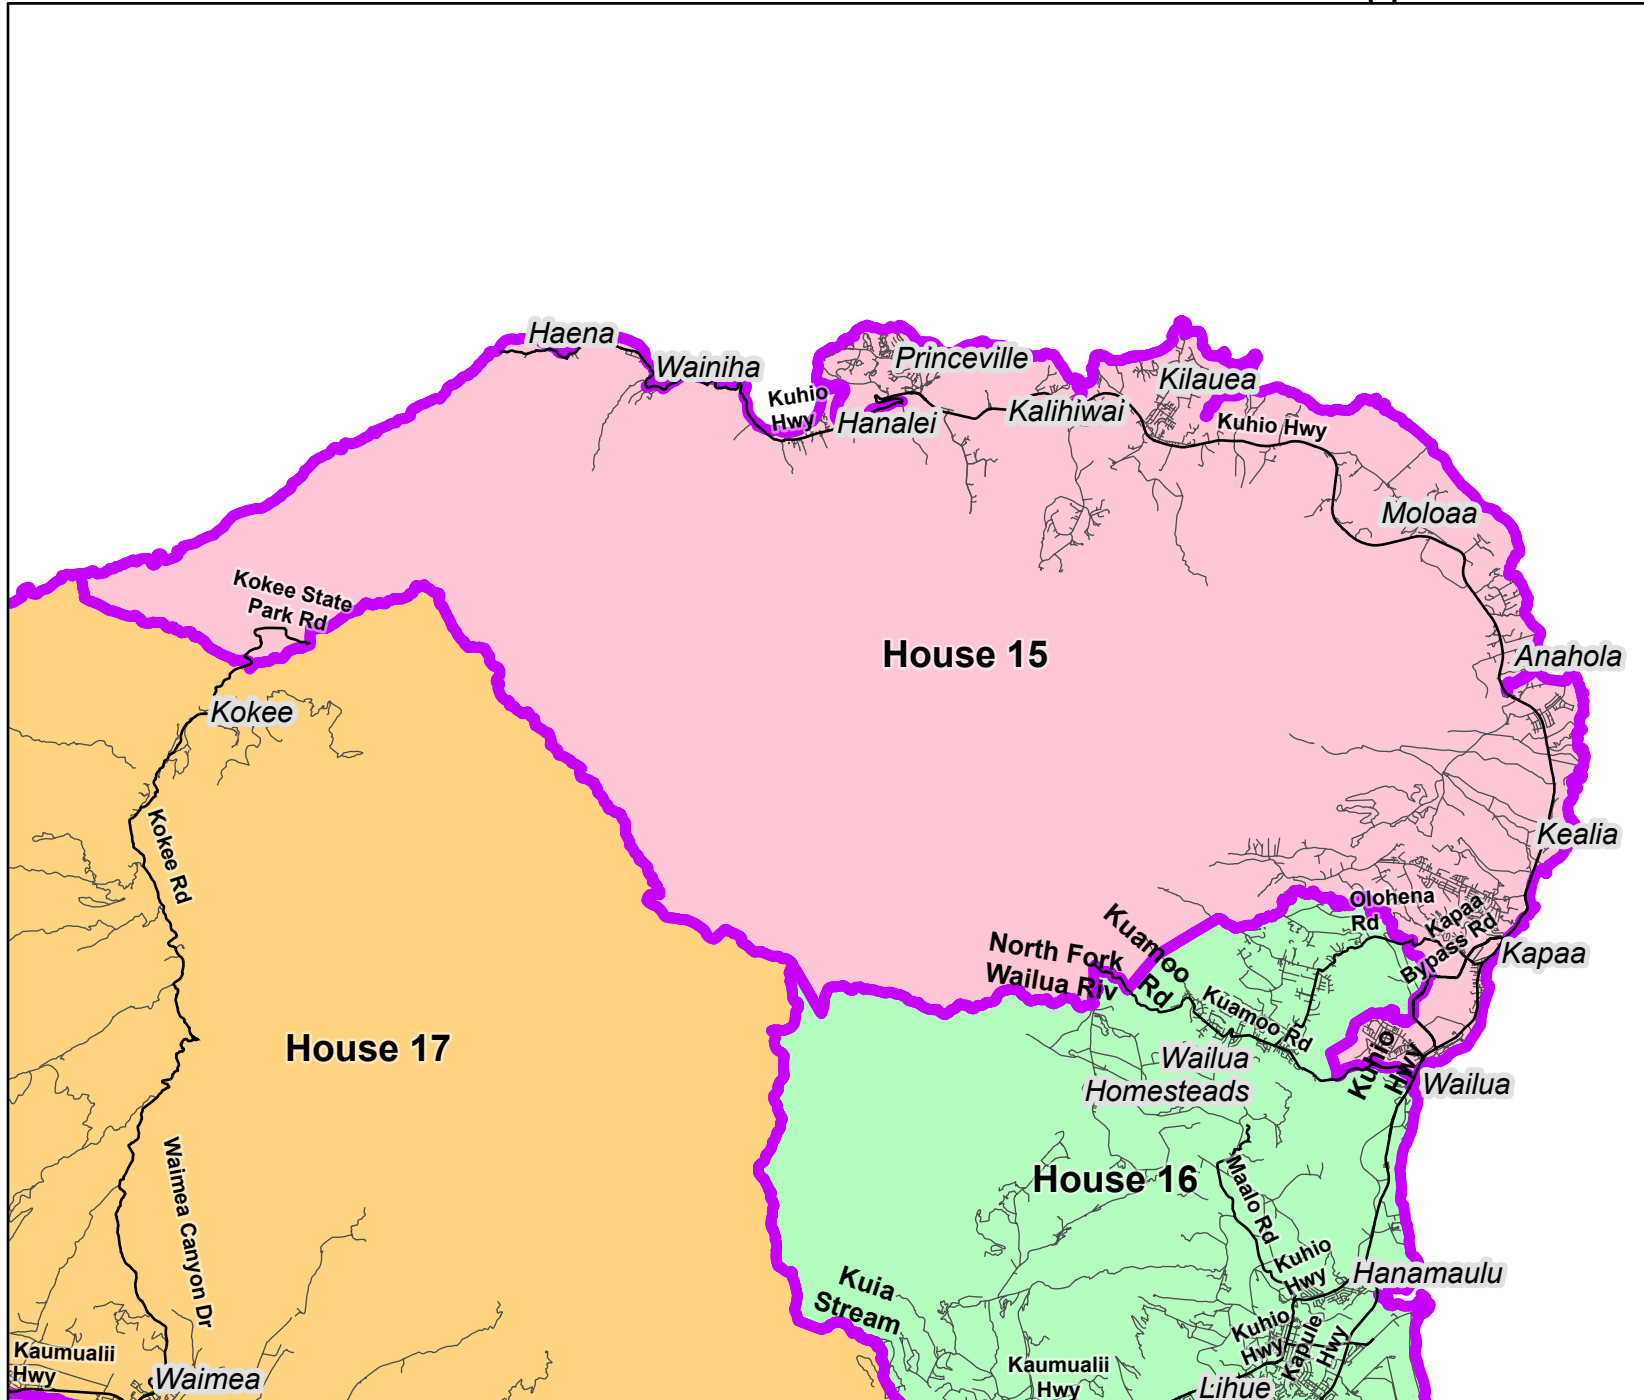 Haena
Wainiha
Kuhio
Hwy
Princeville
Hanalei
Kalihiwai
Kilauea
Kuhio Hwy
Moloaa
Kokee State
Park Rd
House 15
Anahola
Kokee
Kokee Rd
Kealia
Olohena
Rd
Kapaa
Bypass Rd
Kapaa
Kuamoo
Rd
North Fork
Wailua Riv
Kuamoo Rd
House 17
Wailua
Homesteads
Kuhio
Hwy
Wailua
House 16
Maalo Rd
Waimea Canyon Dr
Kuhio
Hwy
Hanamaulu
Kuia
Stream
Kuhio
Hwy
Kapule
Hwy
Kaumualii
Hwy
Waimea
Kaumualii
Hwy
Lihue